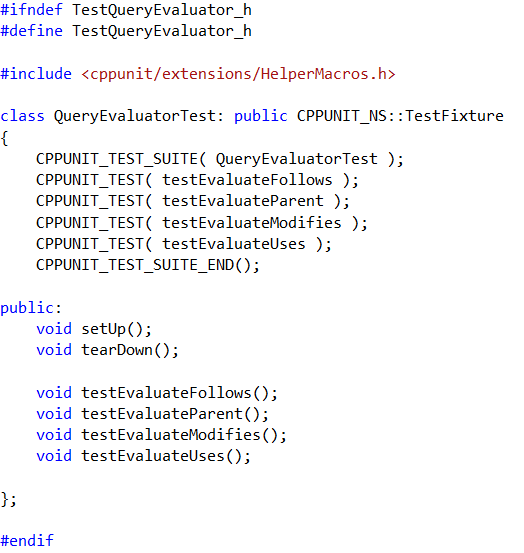 #ifndef TestQueryEvaluator_h
#define TestQueryEvaluator_h

#include <cppunit/extensions/HelperMacros.h>

class QueryEvaluatorTest: public CPPUNIT_NS::TestFixture
{
    CPPUNIT_TEST_SUITE( QueryEvaluatorTest );
    CPPUNIT_TEST( testEvaluateFollows );
    CPPUNIT_TEST( testEvaluateParent );
    CPPUNIT_TEST( testEvaluateModifies );
    CPPUNIT_TEST( testEvaluateUses );
    CPPUNIT_TEST_SUITE_END();

public:
    void setUp();
    void tearDown();

    void testEvaluateFollows();
    void testEvaluateParent();
    void testEvaluateModifies();
    void testEvaluateUses();

};

#endif